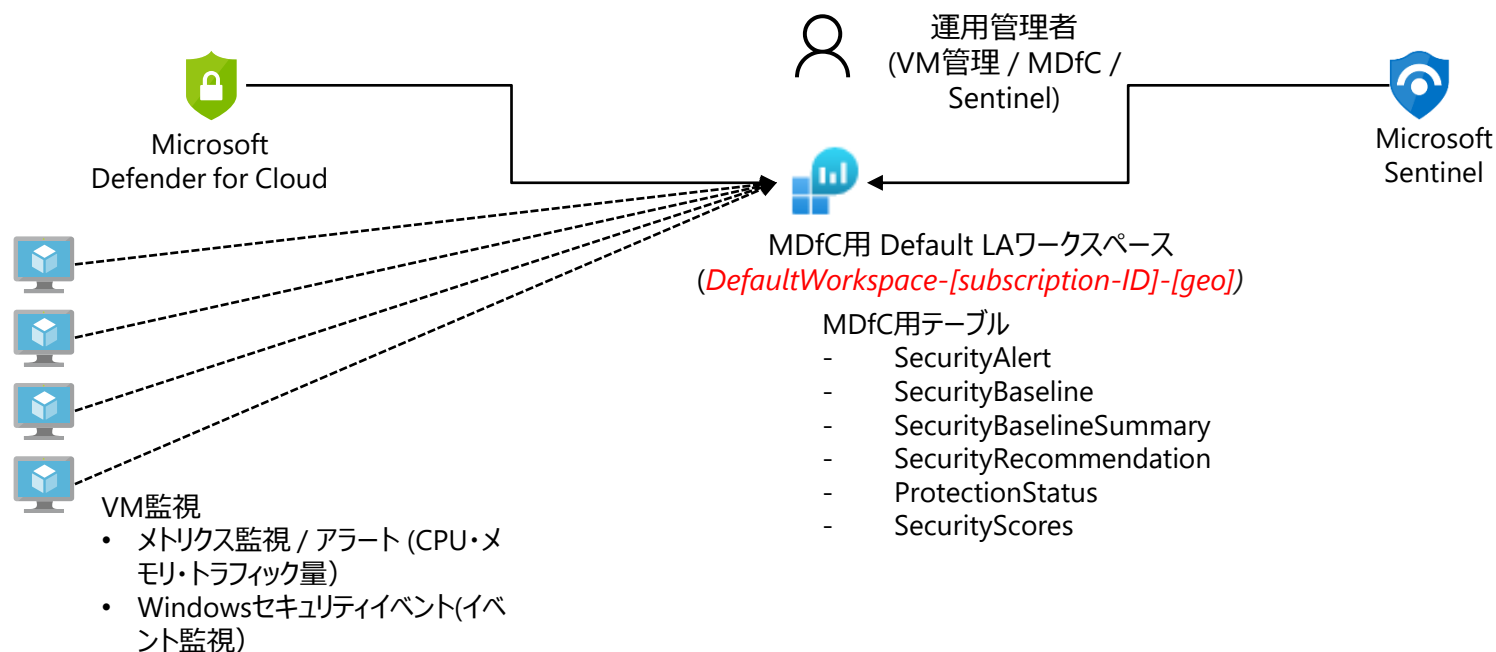 運用管理者
(VM管理 / MDfC /
Sentinel)
Microsoft
Defender for Cloud
Microsoft
Sentinel
MDfC用 Default LAワークスペース
(DefaultWorkspace-[subscription-ID]-[geo])
MDfC用テーブル
- SecurityAlert
- SecurityBaseline
- SecurityBaselineSummary
- SecurityRecommendation
- ProtectionStatus
- SecurityScores
VM監視
• メトリクス監視 / アラート (CPU・メ
モリ・トラフィック量）
• Windowsセキュリティイベント(イベ
ント監視）